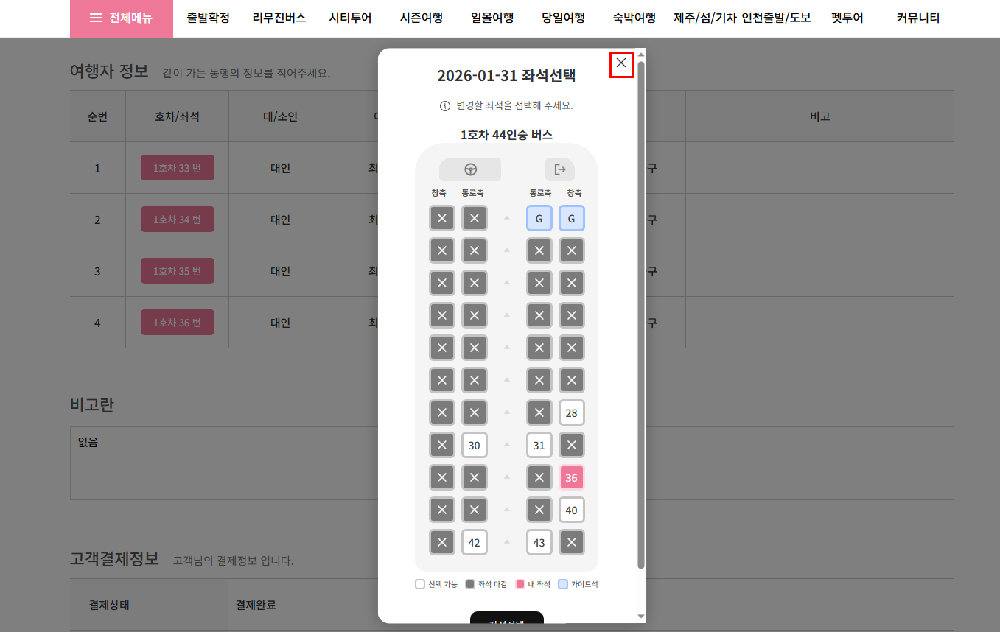 전체메뉴 출발확정 리무진버스 시티투어 시즌여행 일몰여행 당일여행 숙박여행 제주/섬/기차 인천출발/도보 펫투어 커뮤니티
여행자 정보 같이 가는 동행의 정보를 적어주세요.
순번 호차/좌석 대/소인 비고
1 1호차 33 번 대인 최 구
2 1호차 34 번 대인 최 구
3 1호차 35 번 대인 최 구
4 1호차 36 번 대인 최 구
비고란
없음
고객결제정보 고객님의 결제정보 입니다.
결제상태 결제완료
2026-01-31 좌석선택
변경할 좌석을 선택해 주세요.
1호차 44인승 버스
창측 통로측 통로측 창측
G G
28
30 31
36
40
42 43
선택 가능 좌석 마감 내 좌석 가이드석
좌석선택